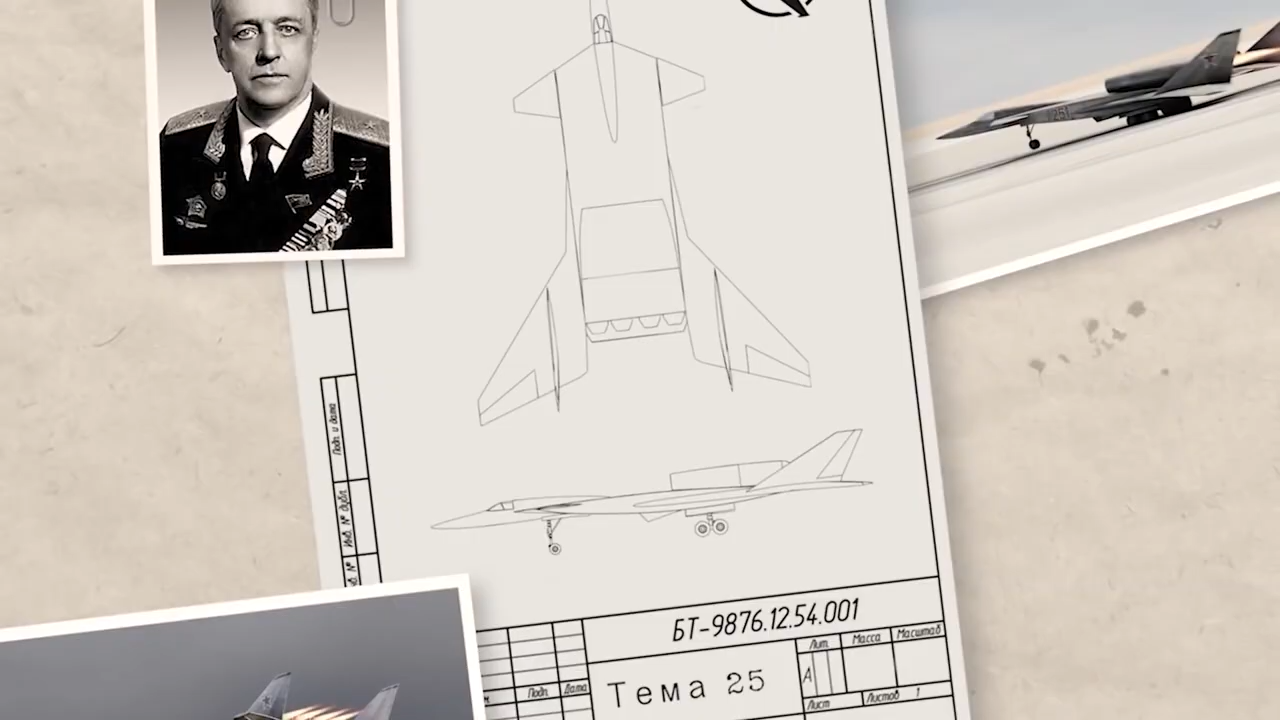 251
Подп. и дата
Инв. № дубл.
БТ-9876.12.54.001
Лит.
Масса
Масштаб
Подп.
Дата
Тема 25
А
Лист
Листов 1